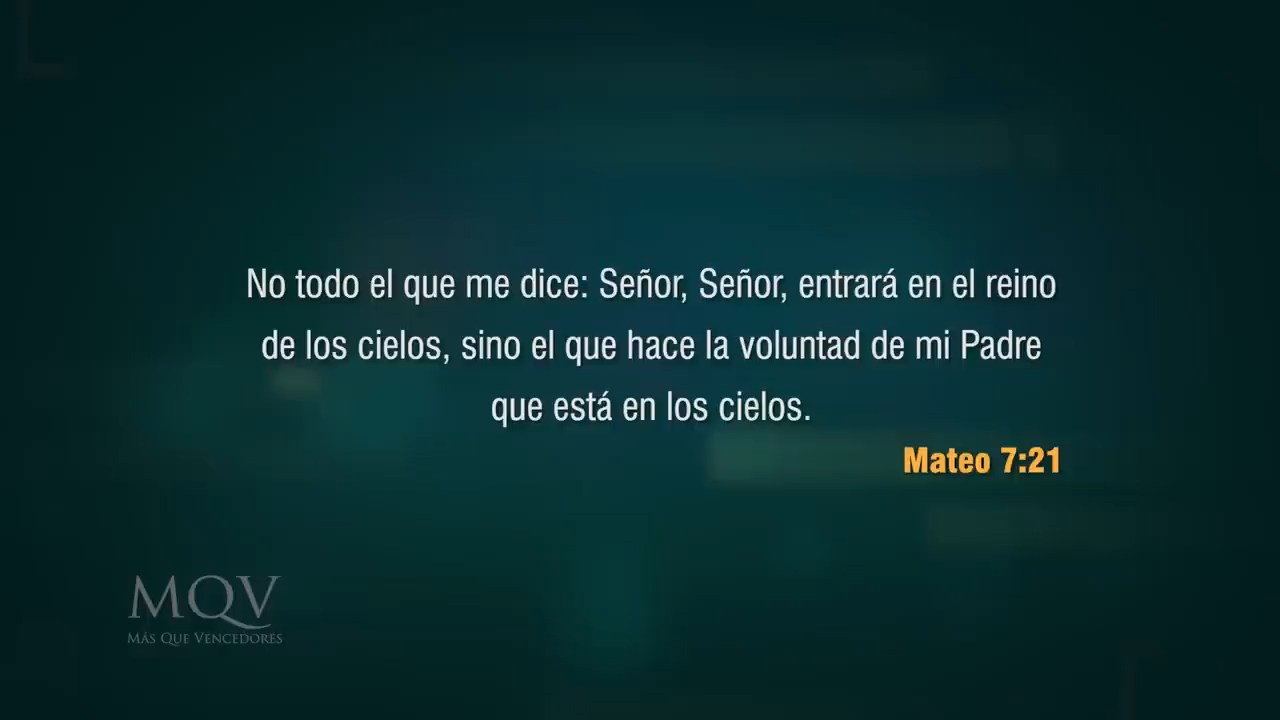 No todo el que me dice: Señor, Señor, entrará en el reino
de los cielos, sino el que hace la voluntad de mi Padre
que está en los cielos.
Mateo 7:21
MQV
MÁS QUE VENCEDORES